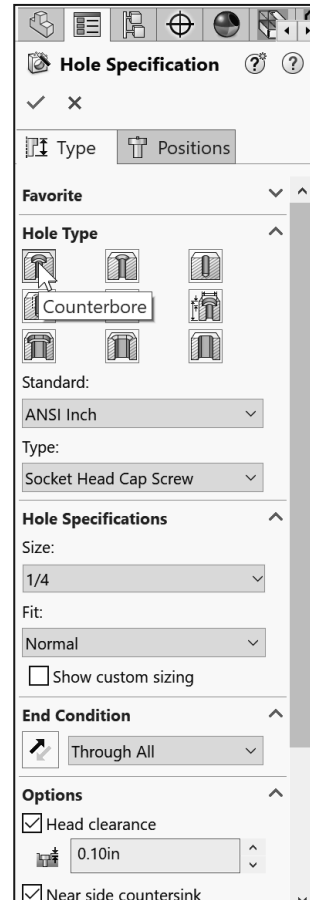 Hole Specification
Type
Positions
Favorite
Hole Type
Counterbore
Standard:
ANSI Inch
Type:
Socket Head Cap Screw
Hole Specifications
Size:
1/4
Fit:
Normal
Show custom sizing
End Condition
Through All
Options
Head clearance
0.10in
Near side countersink